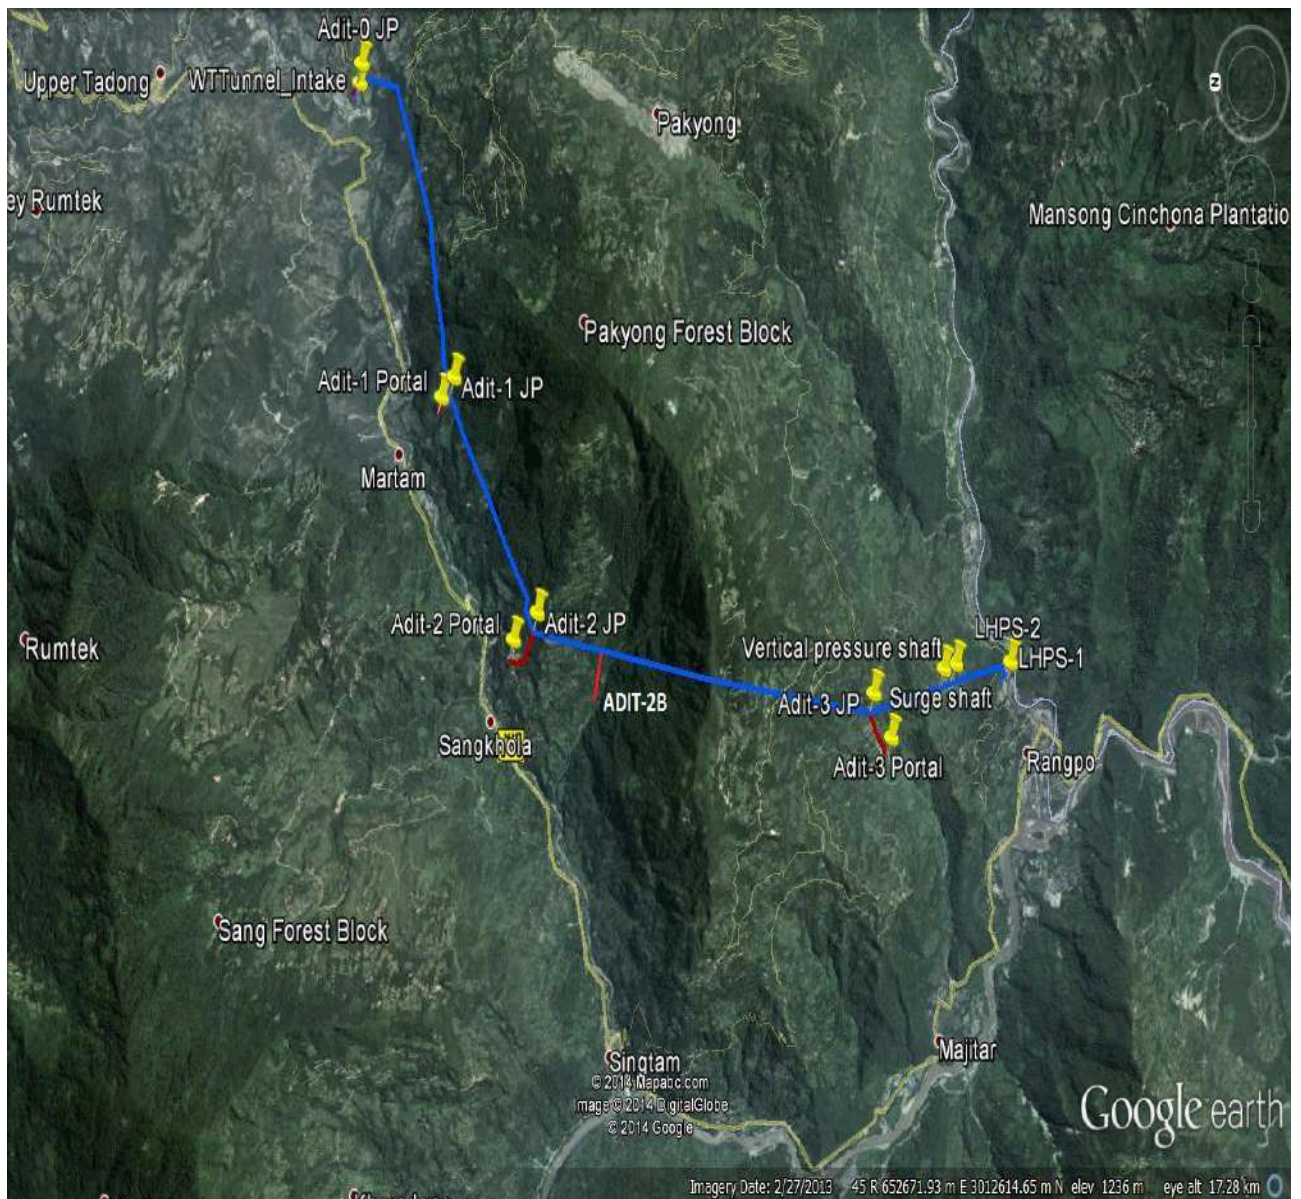 Adit-0 JP
Upper Tadong
WTTunnel_Intake
Pakyong
N
ey Rumtek
Mansong Cinchona Plantatio
Pakyong Forest Block
Adit-1 Portal
Adit-1 JP
Martam
Adit-2 Portal
Adit-2 JP
LHPS-2
Rumtek
Vertical pressure shaft
LHPS-1
ADIT-2B
Adit-3 JP
Surge shaft
Sangkhola
Adit-3 Portal
Rangpo
Sang Forest Block
Majitar
Singtam
© 2014 Mapabc.com
Image © 2014 DigitalGlobe
© 2014 Google
Google earth
Imagery Date: 2/27/2013 45 R 652671.93 m E 3012614.65 m N elev 1236 m eye alt 17.28 km